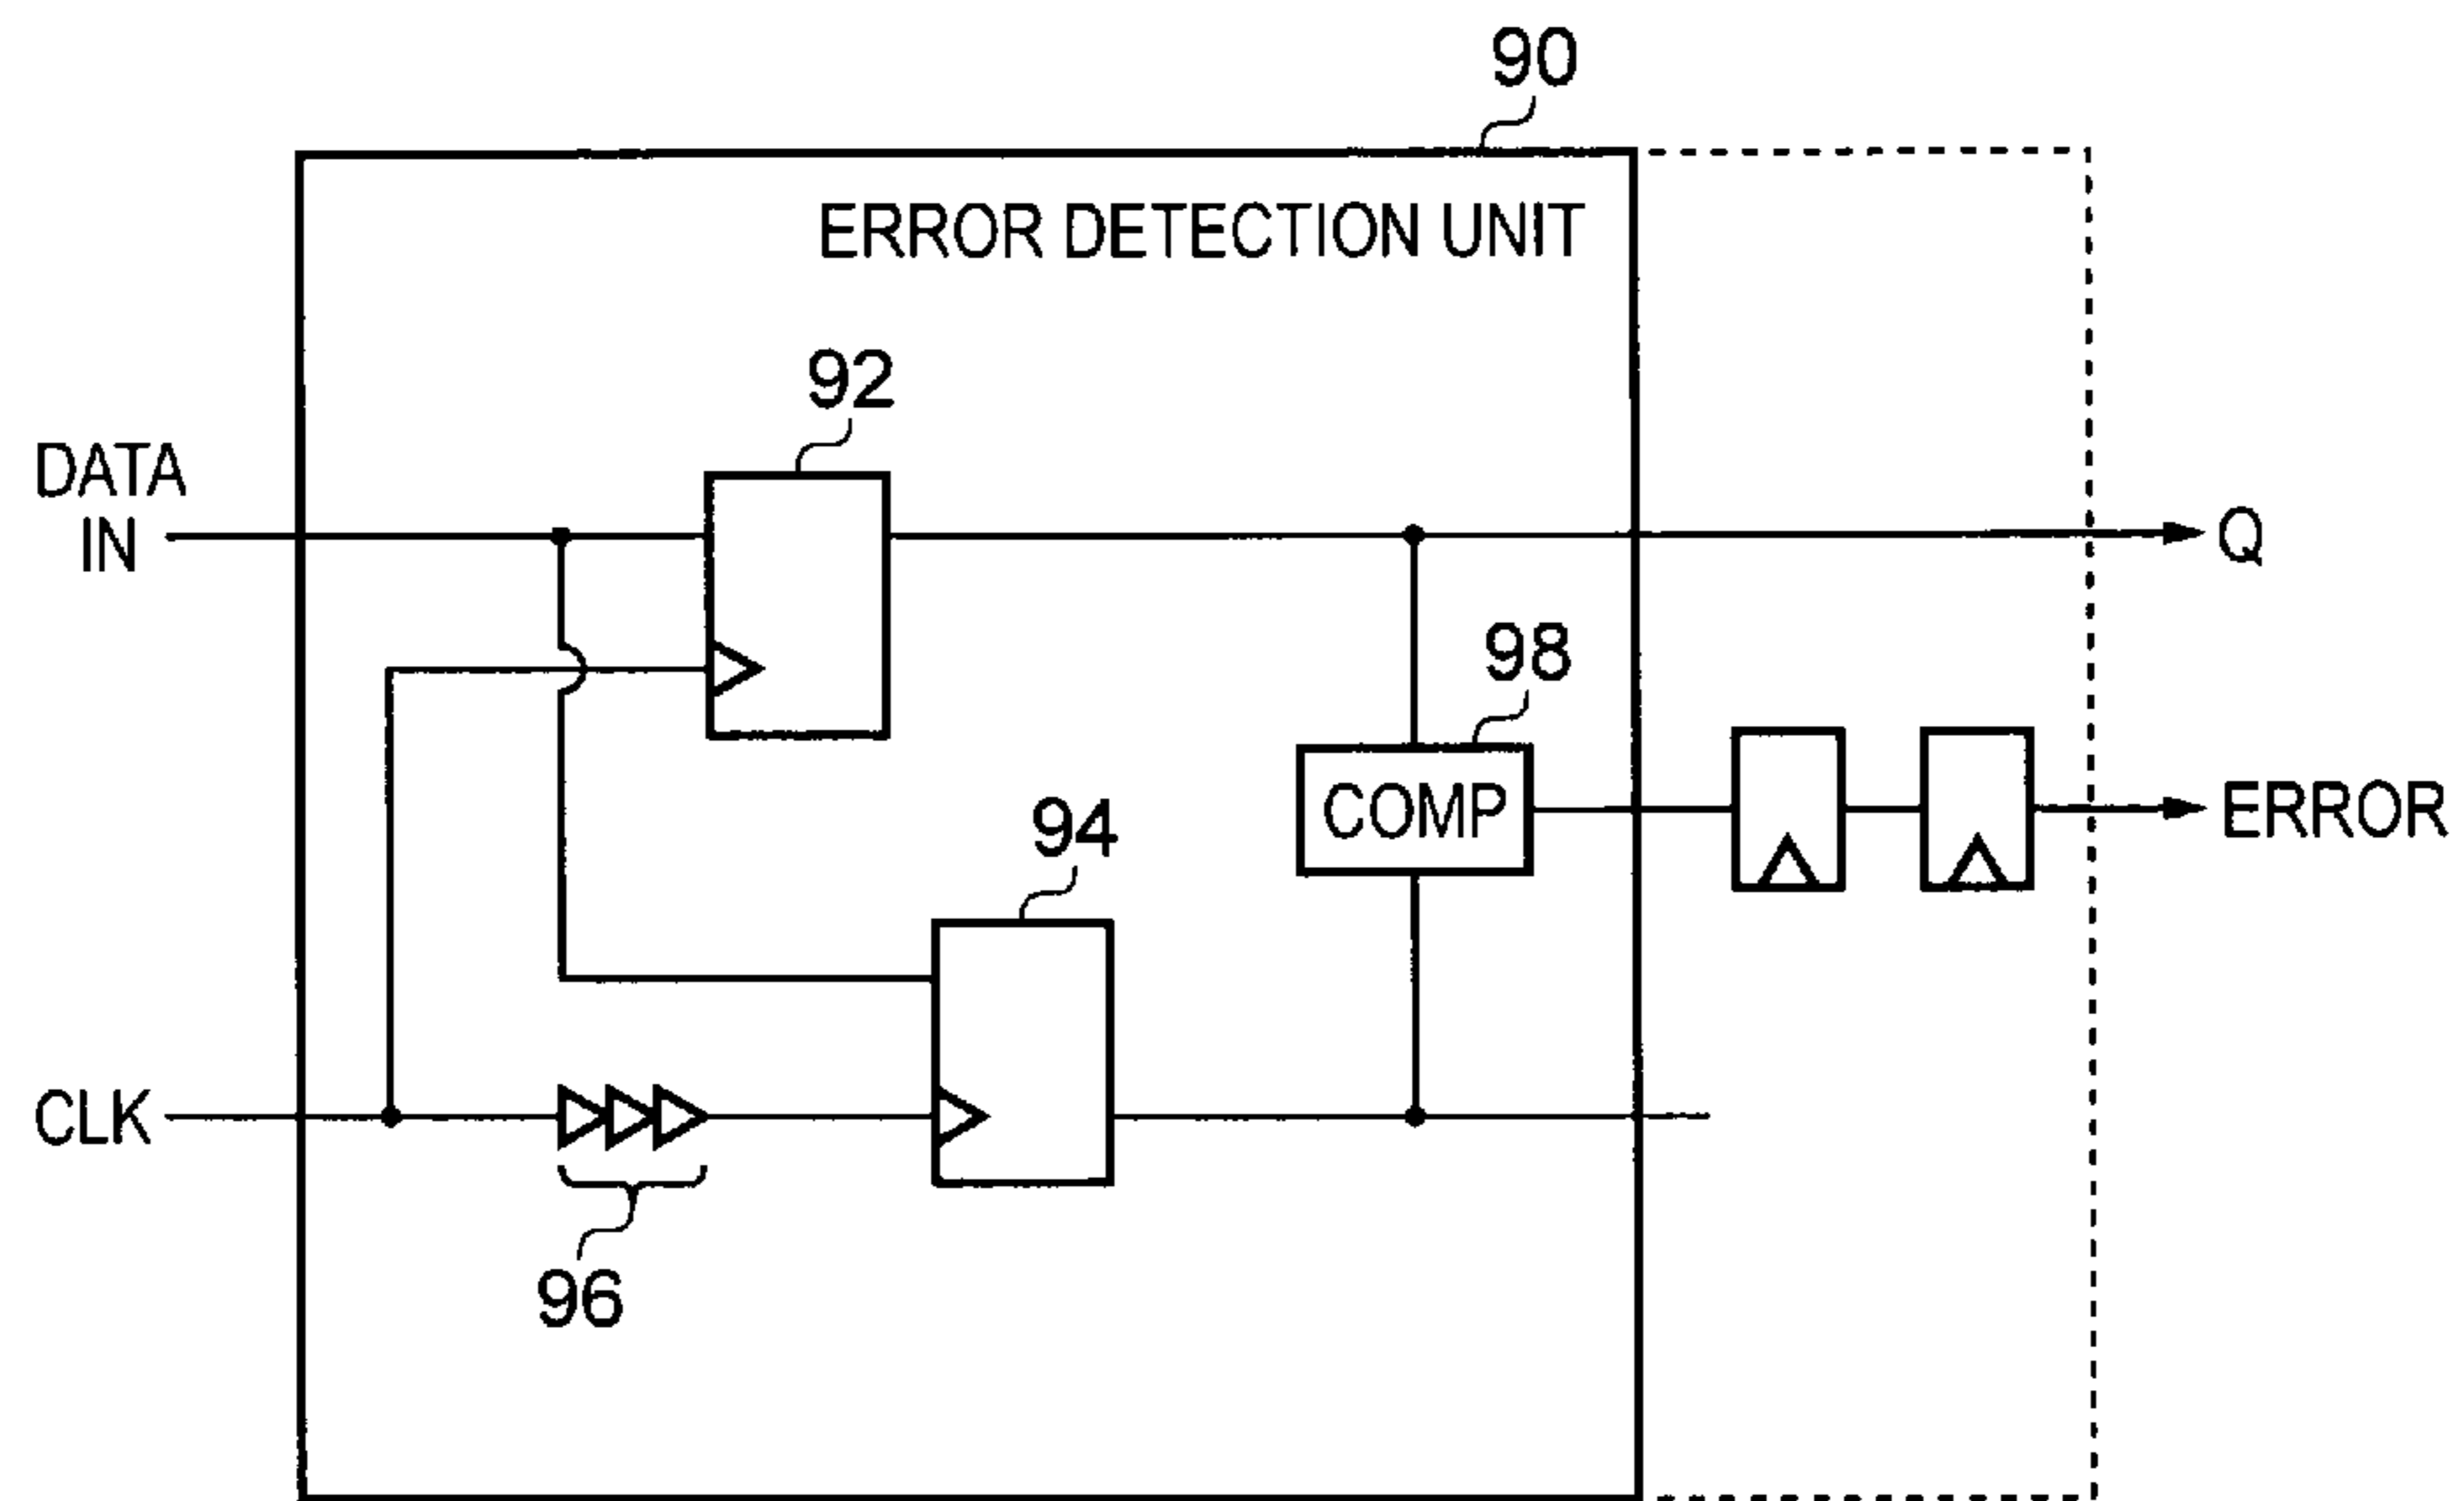 90
ERROR DETECTION UNIT
92
DATA
IN
Q
98
COMP
ERROR
94
CLK
96